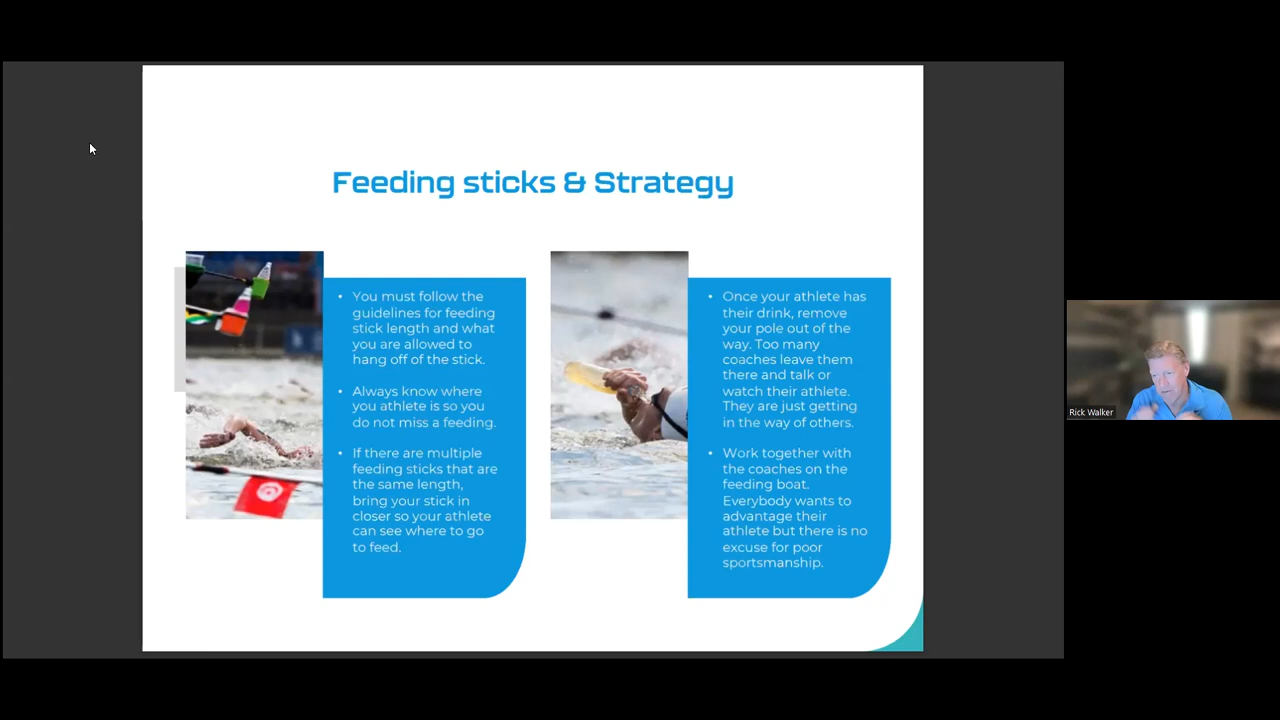 Feeding sticks & Strategy
• You must follow the
guidelines for feeding
stick length and what
you are allowed to
hang off of the stick.
• Always know where
you athlete is so you
do not miss a feeding.
• If there are multiple
feeding sticks that are
the same length,
bring your stick in
closer so your athlete
can see where to go
to feed.
• Once your athlete has
their drink, remove
your pole out of the
way. Too many
coaches leave them
there and talk or
watch their athlete.
They are just getting
in the way of others.
• Work together with
the coaches on the
feeding boat.
Everybody wants to
advantage their
athlete but there is no
excuse for poor
sportsmanship.
Rick Walker